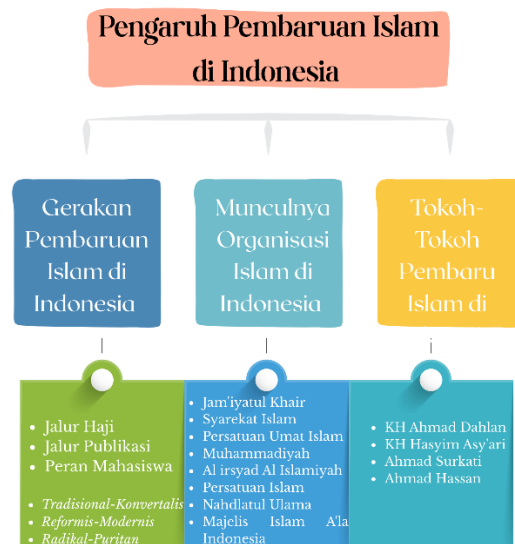 Pengaruh Pembaruan Islam
di Indonesia
Gerakan
Pembaruan
Islam di
Indonesia
Munculnya
Organisasi
Islam di
Indonesia
Tokoh-
Tokoh
Pembaru
Islam di
• Jalur Haji
• Jalur Publikasi
• Peran Mahasiswa
• Tradisional-Konvertalis
• Reformis-Modernis
• Radikal-Puritan
• Jam'iyatul Khair
• Syarekat Islam
• Persatuan Umat Islam
• Muhammadiyah
• Al irsyad Al Islamiyah
• Persatuan Islam
• Nahdlatul Ulama
• Majelis Islam A'la
Indonesia
• KH Ahmad Dahlan
• KH Hasyim Asy'ari
• Ahmad Surkati
• Ahmad Hassan